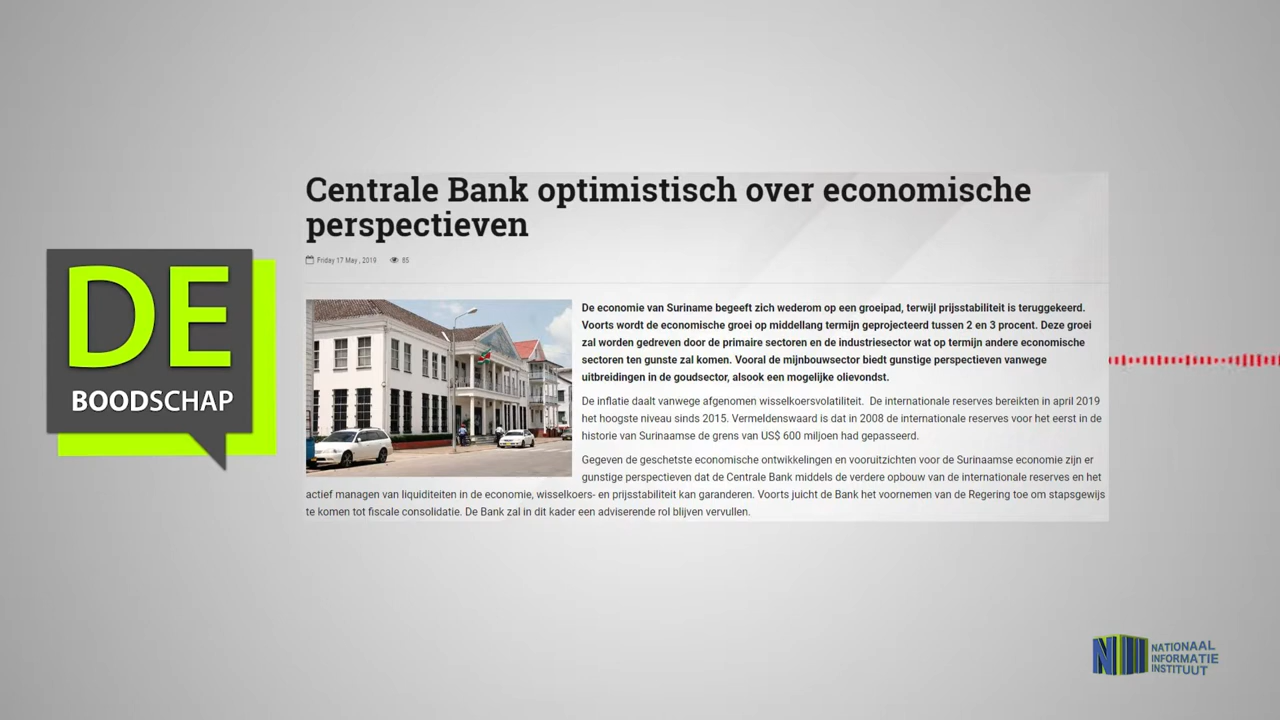 Centrale Bank optimistisch over economische
perspectieven
Friday 17 May , 2019 85
DE
BOODSCHAP
De economie van Suriname begeeft zich wederom op een groeipad, terwijl prijsstabiliteit is teruggekeerd.
Voorts wordt de economische groei op middellang termijn geprojecteerd tussen 2 en 3 procent. Deze groei
zal worden gedreven door de primaire sectoren en de industriesector wat op termijn andere economische
sectoren ten gunste zal komen. Vooral de mijnbouwsector biedt gunstige perspectieven vanwege
uitbreidingen in de goudsector, alsook een mogelijke olievondst.
De inflatie daalt vanwege afgenomen wisselkoersvolatiliteit. De internationale reserves bereikten in april 2019
het hoogste niveau sinds 2015. Vermeldenswaard is dat in 2008 de internationale reserves voor het eerst in de
historie van Surinaamse de grens van US$ 600 miljoen had gepasseerd.
Gegeven de geschetste economische ontwikkelingen en vooruitzichten voor de Surinaamse economie zijn er
gunstige perspectieven dat de Centrale Bank middels de verdere opbouw van de internationale reserves en het
actief managen van liquiditeiten in de economie, wisselkoers- en prijsstabiliteit kan garanderen. Voorts juicht de Bank het voornemen van de Regering toe om stapsgewijs
te komen tot fiscale consolidatie. De Bank zal in dit kader een adviserende rol blijven vervullen.
NII
NATIONAAL
INFORMATIE
INSTITUUT